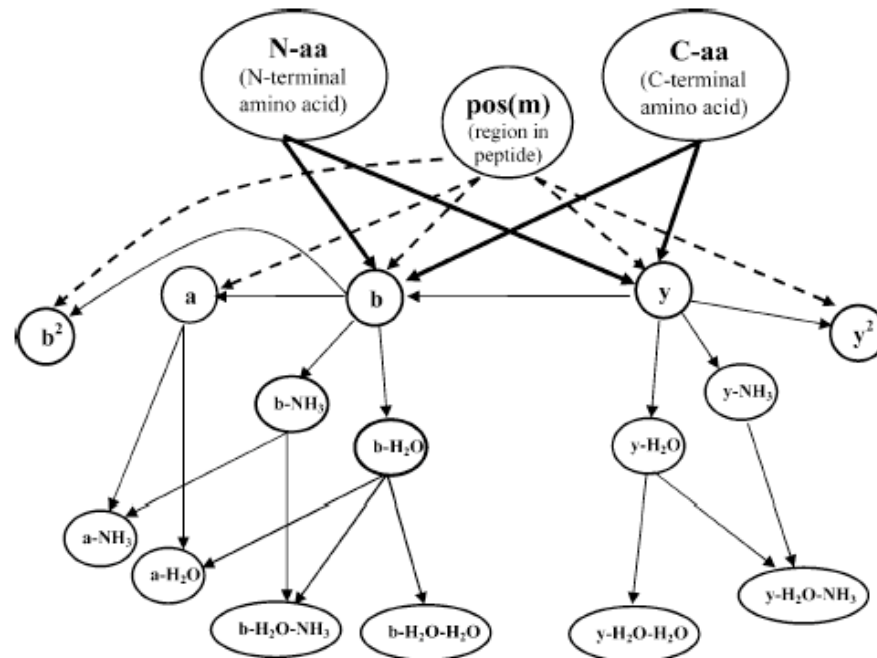 N-aa
(N-terminal
amino acid)
pos(m)
(region in
peptide)
C-aa
(C-terminal
amino acid)
b²
a
b
y
y²
b-NH₃
b-H₂O
y-H₂O
y-NH₃
a-NH₃
a-H₂O
b-H₂O-NH₃
b-H₂O-H₂O
y-H₂O-H₂O
y-H₂O-NH₃